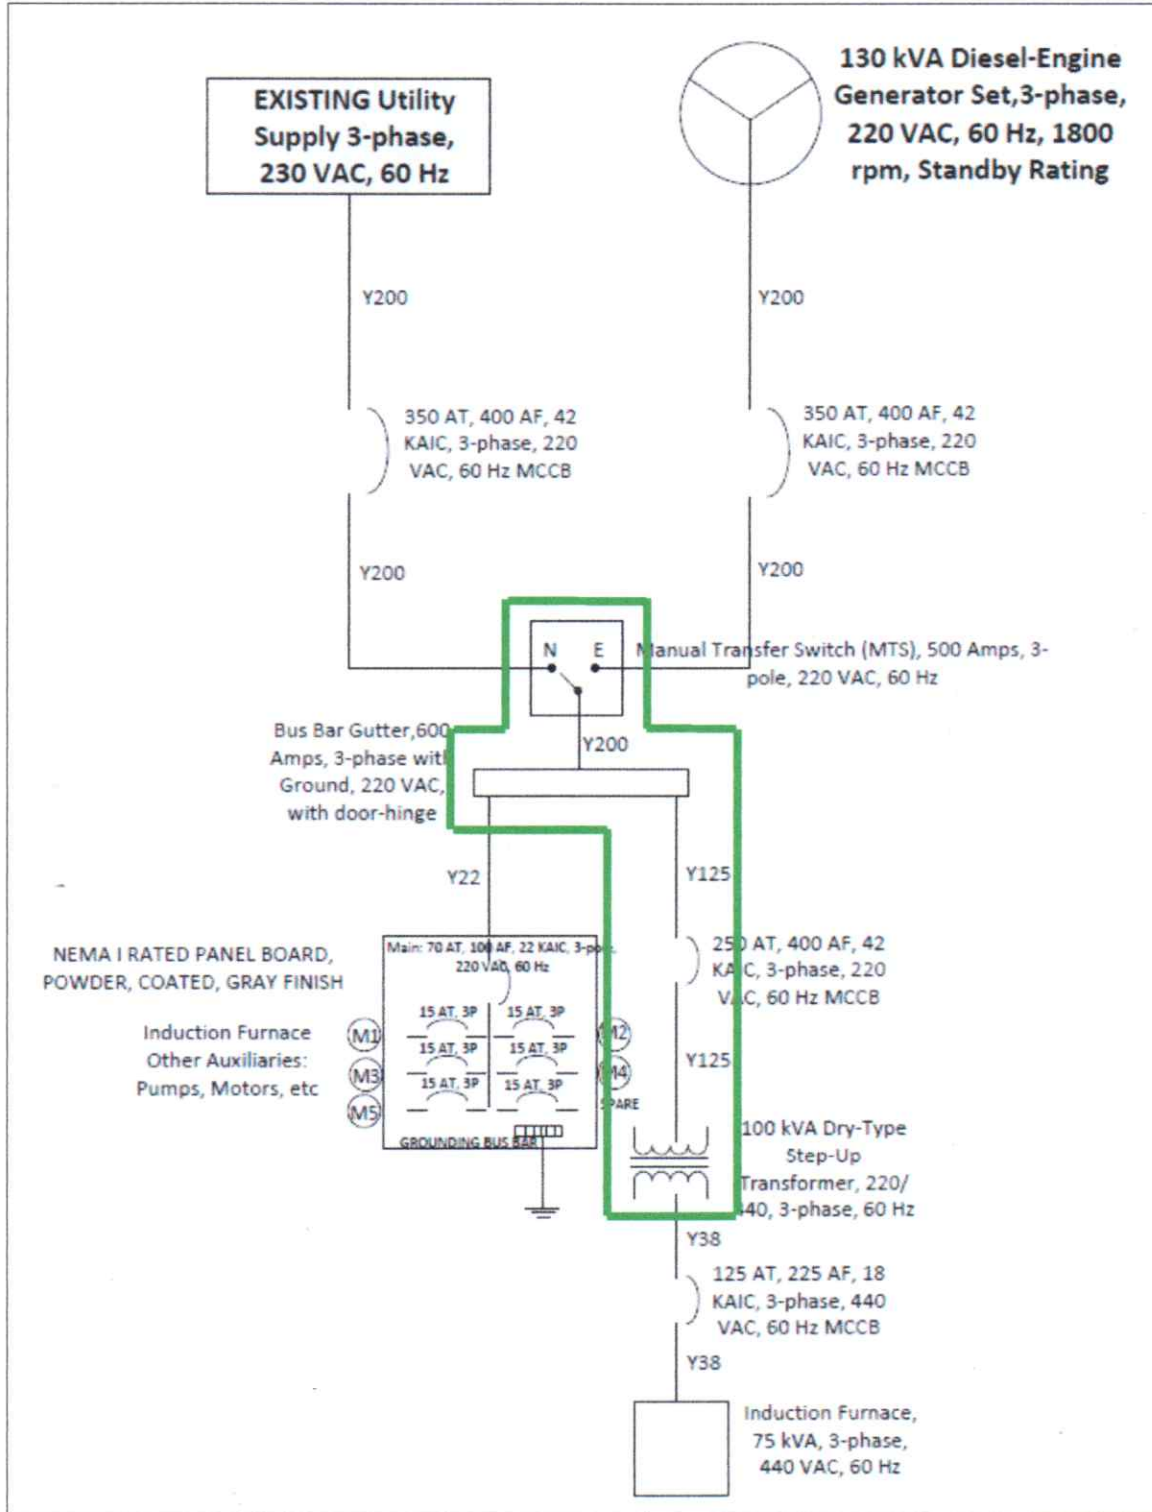 EXISTING Utility
Supply 3-phase,
230 VAC, 60 Hz
130 kVA Diesel-Engine
Generator Set,3-phase,
220 VAC, 60 Hz, 1800
rpm, Standby Rating
Y200
Y200
350 AT, 400 AF, 42
KAIC, 3-phase, 220
VAC, 60 Hz MCCB
350 AT, 400 AF, 42
KAIC, 3-phase, 220
VAC, 60 Hz MCCB
Y200
Y200
N E
Manual Transfer Switch (MTS), 500 Amps, 3-
pole, 220 VAC, 60 Hz
Y200
Bus Bar Gutter,600
Amps, 3-phase with
Ground, 220 VAC,
with door-hinge
Y22
Y125
NEMA I RATED PANEL BOARD,
POWDER, COATED, GRAY FINISH
Main: 70 AT, 100 AF, 22 KAIC, 3-pole,
220 VAC, 60 Hz
250 AT, 400 AF, 42
KAIC, 3-phase, 220
VAC, 60 Hz MCCB
Induction Furnace
Other Auxiliaries:
Pumps, Motors, etc
15 AT, 3P 15 AT, 3P
M1 M2
15 AT, 3P 15 AT, 3P
M3 M4
15 AT, 3P 15 AT, 3P
M5 SPARE
GROUNDING BUS BAR
Y125
100 kVA Dry-Type
Step-Up
Transformer, 220/
440, 3-phase, 60 Hz
Y38
125 AT, 225 AF, 18
KAIC, 3-phase, 440
VAC, 60 Hz MCCB
Y38
Induction Furnace,
75 kVA, 3-phase,
440 VAC, 60 Hz